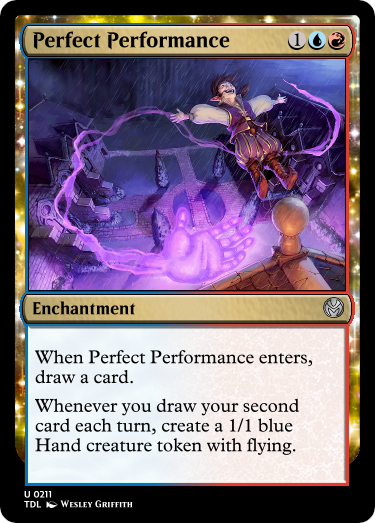 Perfect Performance 1
Enchantment
When Perfect Performance enters,
draw a card.
Whenever you draw your second
card each turn, create a 1/1 blue
Hand creature token with flying.
U 0211
TDL Wesley Griffith